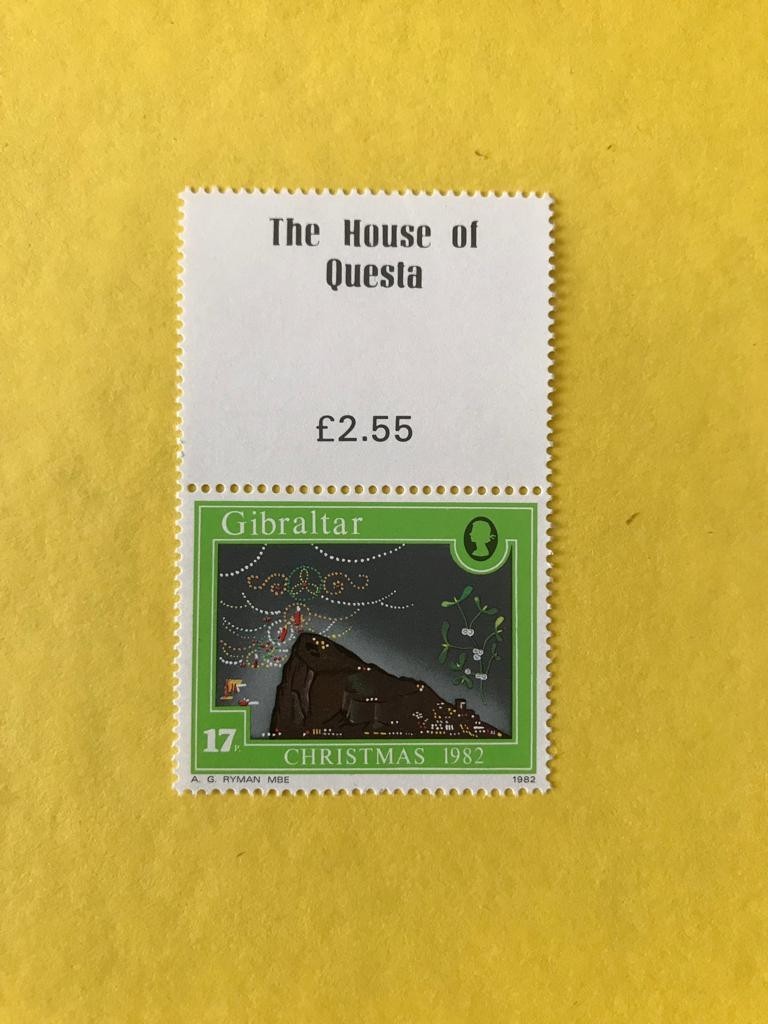 The House of
Questa
£2.55
Gibraltar
17P.
CHRISTMAS 1982
A. G. RYMAN MBE 1982